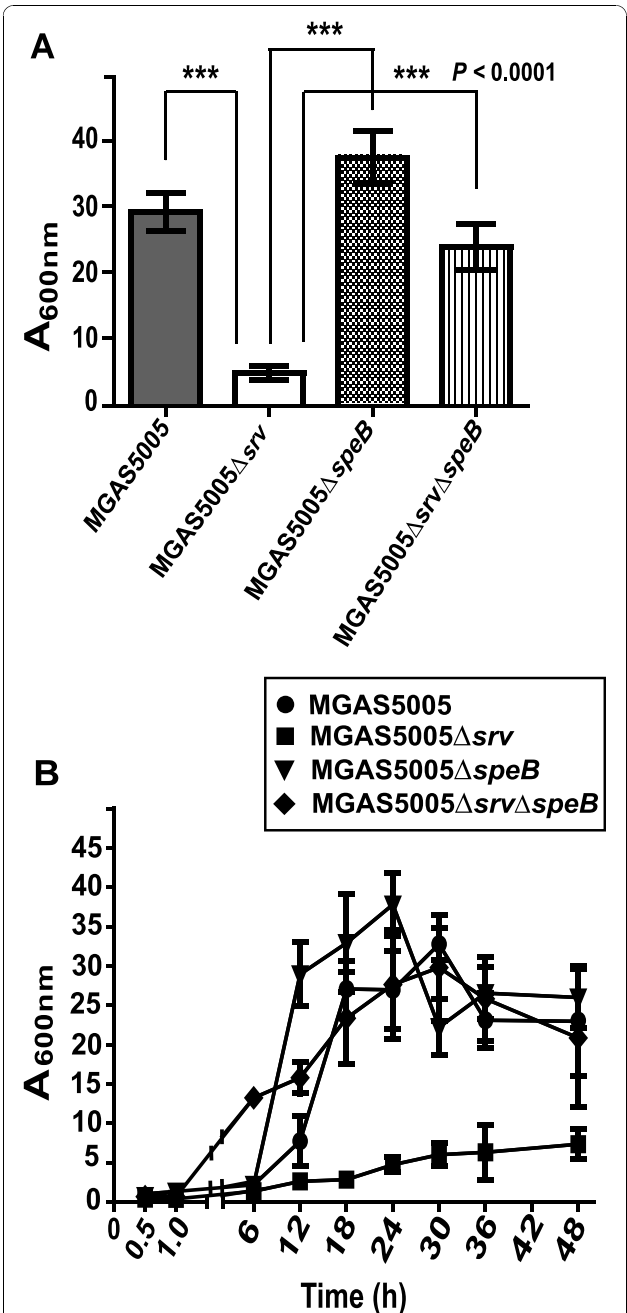 A
***
***
***
P < 0.0001
A600nm
40
30
20
10
0
MGAS5005
MGAS5005Δsrv
MGAS5005ΔspeB
MGAS5005ΔsrvΔspeB
MGAS5005
MGAS5005Δsrv
MGAS5005ΔspeB
MGAS5005ΔsrvΔspeB
B
A600nm
45
40
35
30
25
20
15
10
5
0
0
0.5
1.0
6
12
18
24
30
36
42
48
Time (h)